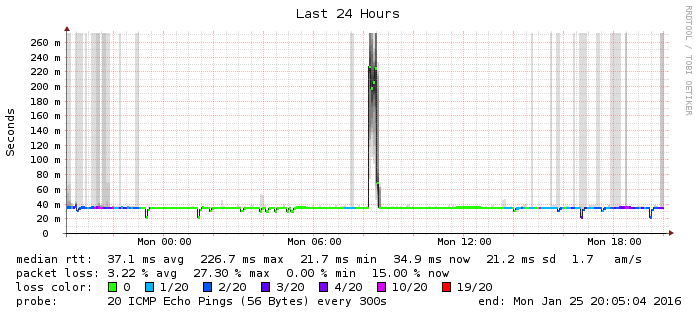 Last 24 Hours
RRDTOOL / TOBI OETIKER
Seconds
260 m
240 m
220 m
200 m
180 m
160 m
140 m
120 m
100 m
80 m
60 m
40 m
20 m
0
Mon 00:00 Mon 06:00 Mon 12:00 Mon 18:00
median rtt: 37.1 ms avg 226.7 ms max 21.7 ms min 34.9 ms now 21.2 ms sd 1.7 am/s
packet loss: 3.22 % avg 27.30 % max 0.00 % min 15.00 % now
loss color: 0 1/20 2/20 3/20 4/20 10/20 19/20
probe: 20 ICMP Echo Pings (56 Bytes) every 300s end: Mon Jan 25 20:05:04 2016